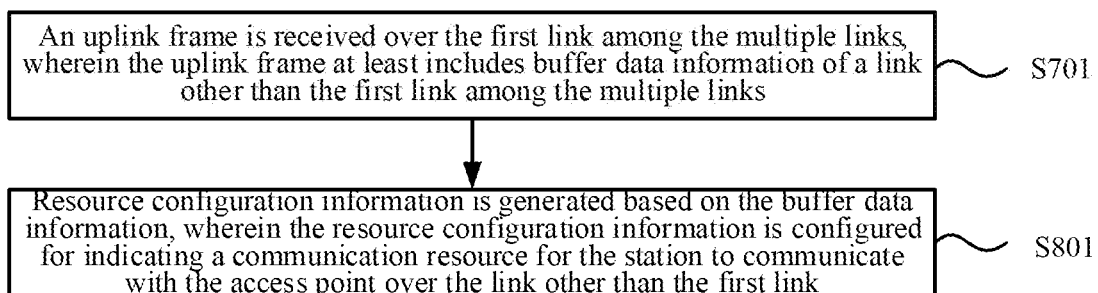 An uplink frame is received over the first link among the multiple links,
wherein the uplink frame at least includes buffer data information of a link
other than the first link among the multiple links
S701
Resource configuration information is generated based on the buffer data
information, wherein the resource configuration information is configured
for indicating a communication resource for the station to communicate
with the access point over the link other than the first link
S801